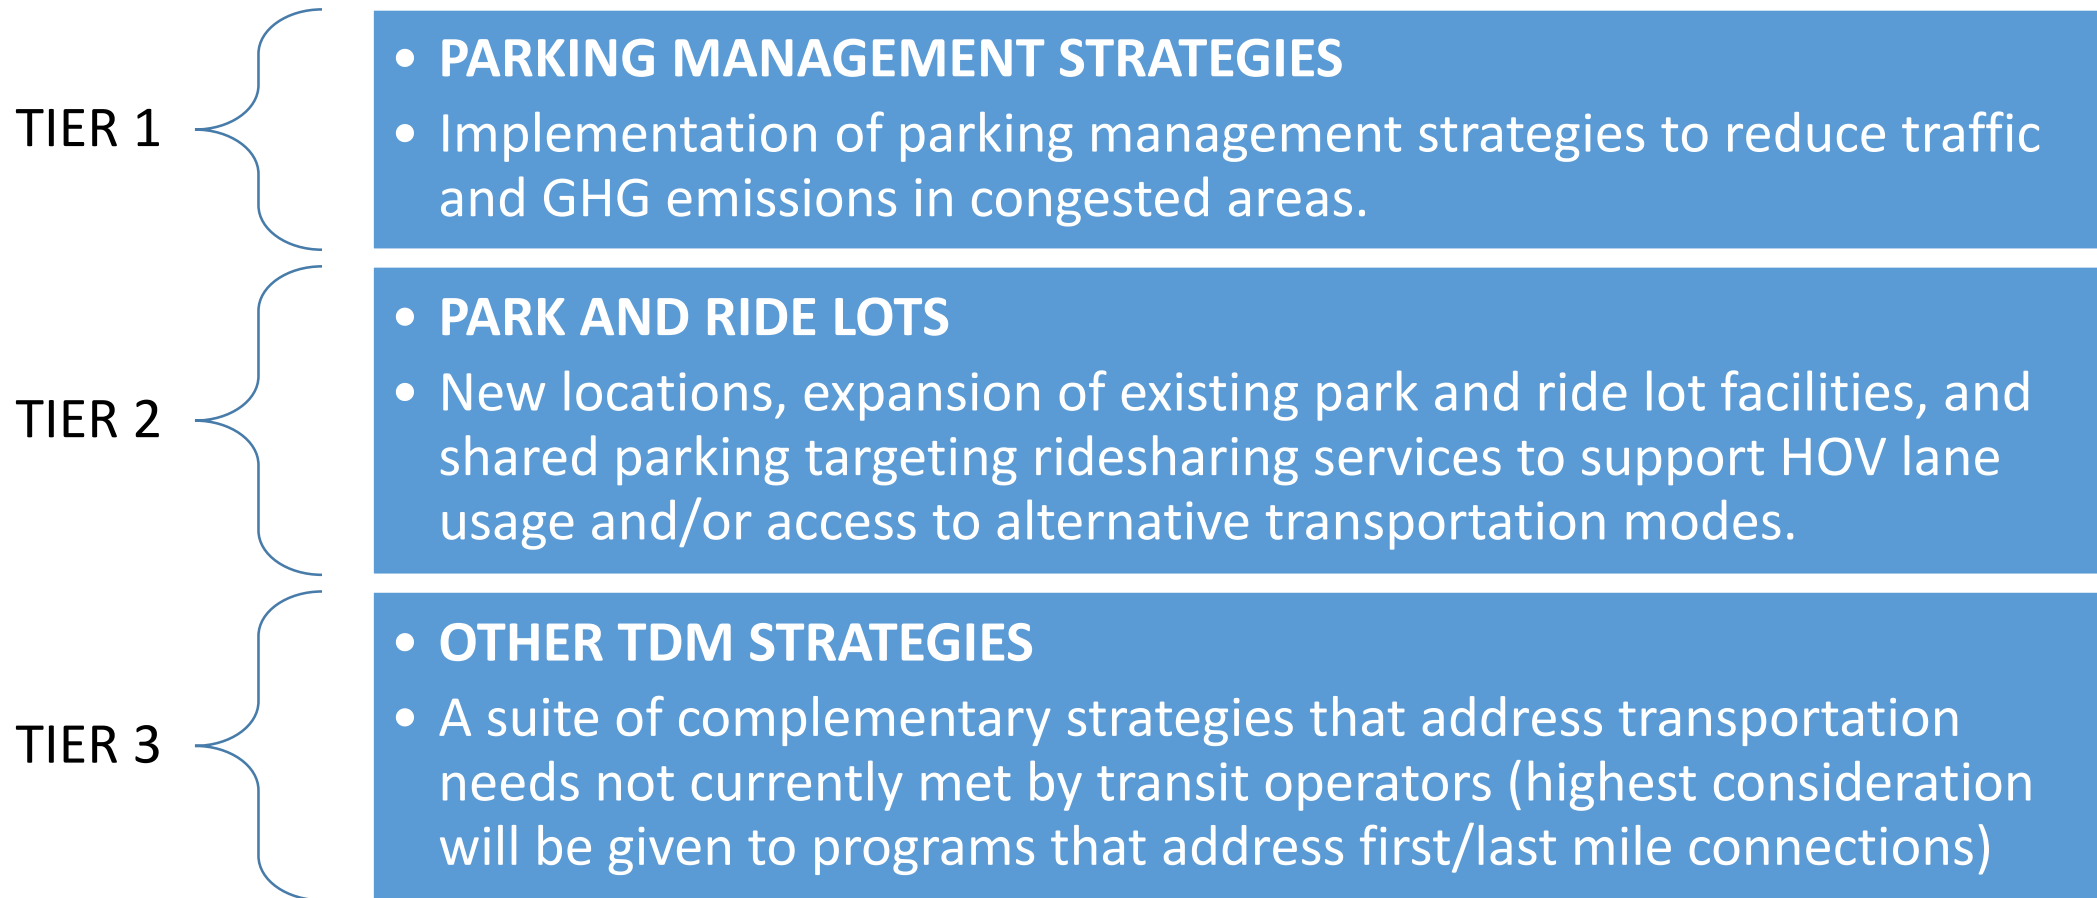 TIER 1
• PARKING MANAGEMENT STRATEGIES
• Implementation of parking management strategies to reduce traffic
and GHG emissions in congested areas.
TIER 2
• PARK AND RIDE LOTS
• New locations, expansion of existing park and ride lot facilities, and
shared parking targeting ridesharing services to support HOV lane
usage and/or access to alternative transportation modes.
TIER 3
• OTHER TDM STRATEGIES
• A suite of complementary strategies that address transportation
needs not currently met by transit operators (highest consideration
will be given to programs that address first/last mile connections)